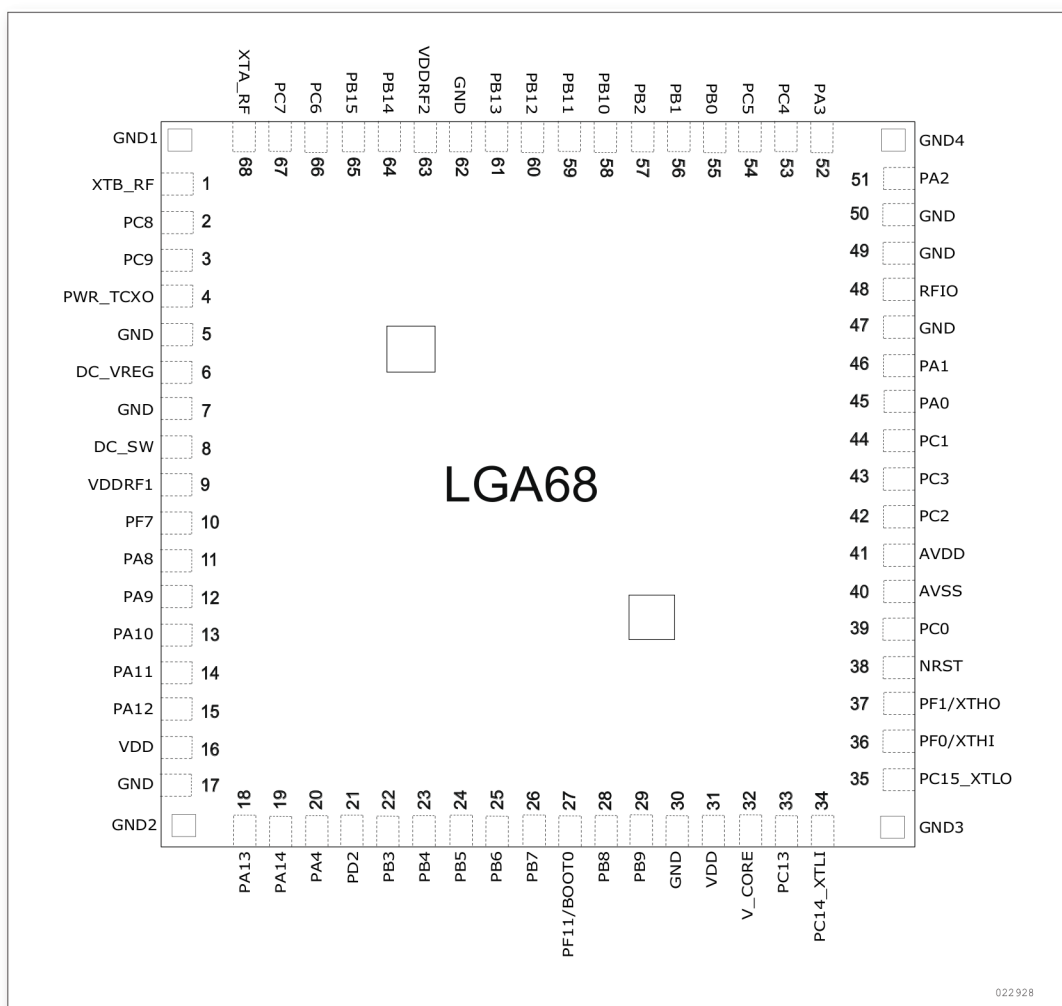 XTA_RF
PC7
PC6
PB15
PB14
VDDRF2
GND
PB13
PB12
PB11
PB10
PB2
PB1
PB0
PC5
PC4
PA3
68
67
66
65
64
63
62
61
60
59
58
57
56
55
54
53
52
GND1
XTB_RF 1
PC8 2
PC9 3
PWR_TCXO 4
GND 5
DC_VREG 6
GND 7
DC_SW 8
VDDRF1 9
PF7 10
PA8 11
PA9 12
PA10 13
PA11 14
PA12 15
VDD 16
GND 17
GND2
LGA68
GND4
51 PA2
50 GND
49 GND
48 RFIO
47 GND
46 PA1
45 PA0
44 PC1
43 PC3
42 PC2
41 AVDD
40 AVSS
39 PC0
38 NRST
37 PF1/XTHO
36 PF0/XTHI
35 PC15_XTLO
GND3
18
19
20
21
22
23
24
25
26
27
28
29
30
31
32
33
34
PA13
PA14
PA4
PD2
PB3
PB4
PB5
PB6
PB7
PF11/BOOT0
PB8
PB9
GND
VDD
V_CORE
PC13
PC14_XTLI
022928